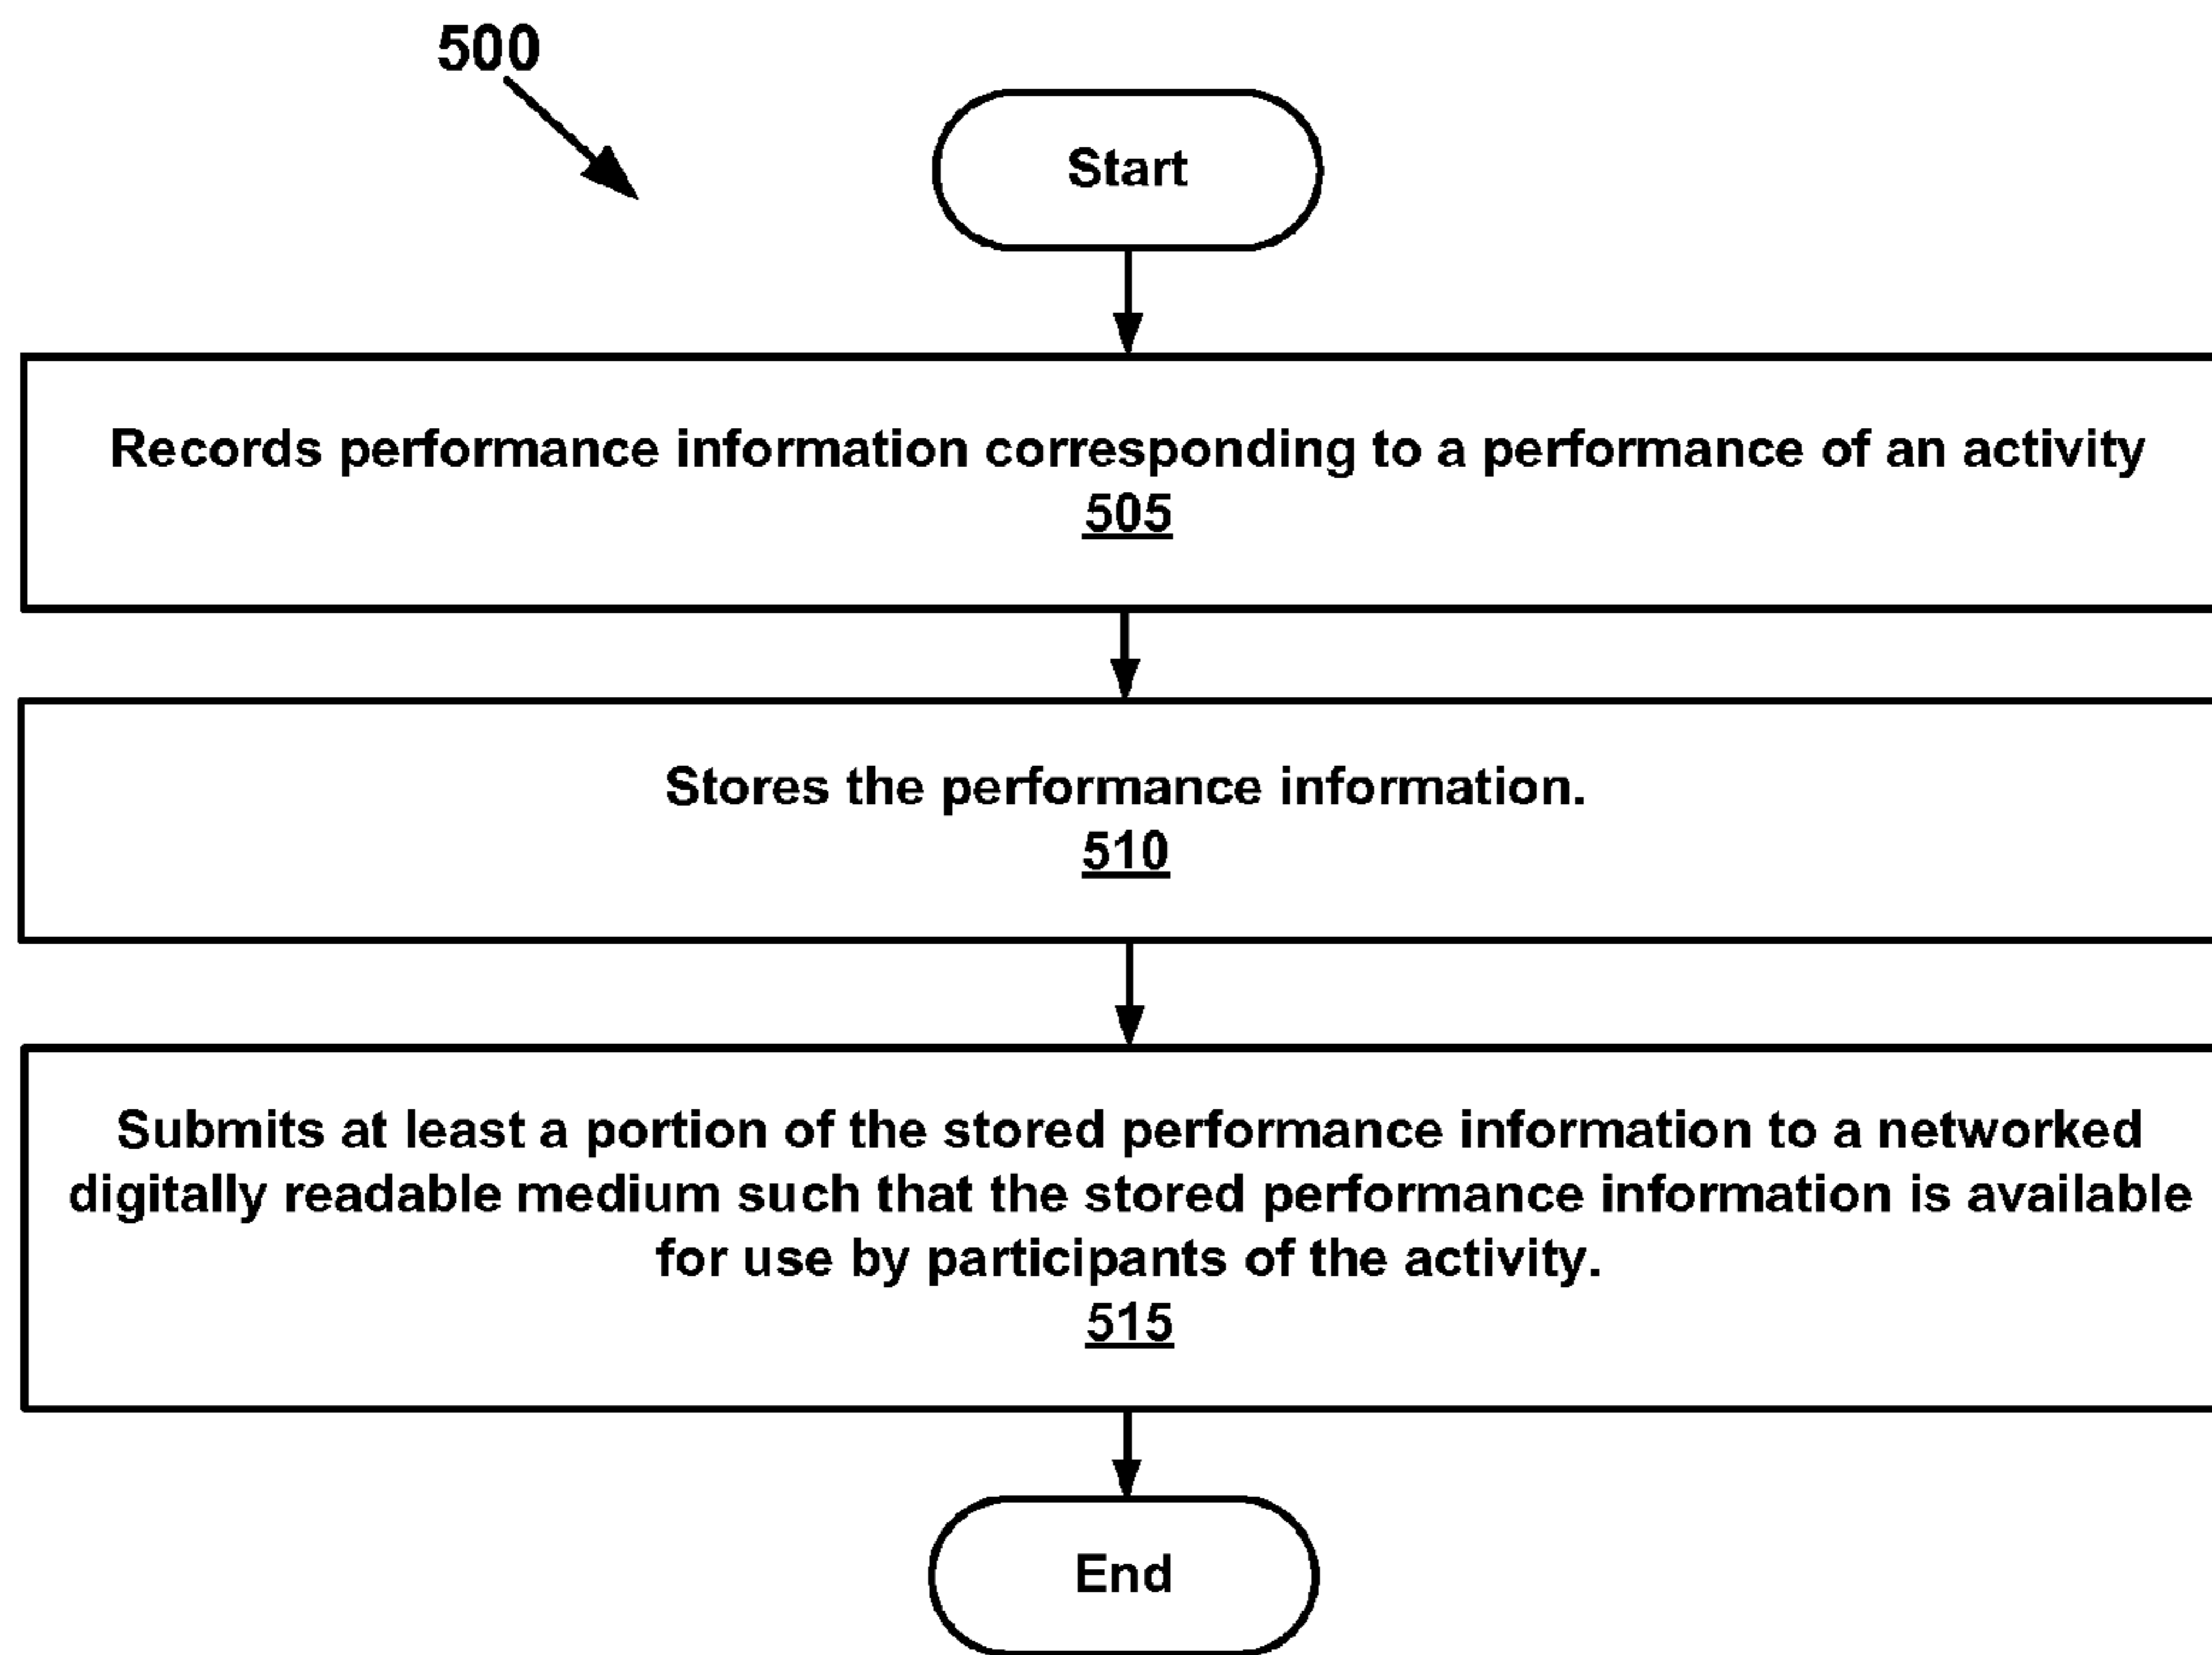 500
Start
Records performance information corresponding to a performance of an activity
505
Stores the performance information.
510
Submits at least a portion of the stored performance information to a networked
digitally readable medium such that the stored performance information is available
for use by participants of the activity.
515
End